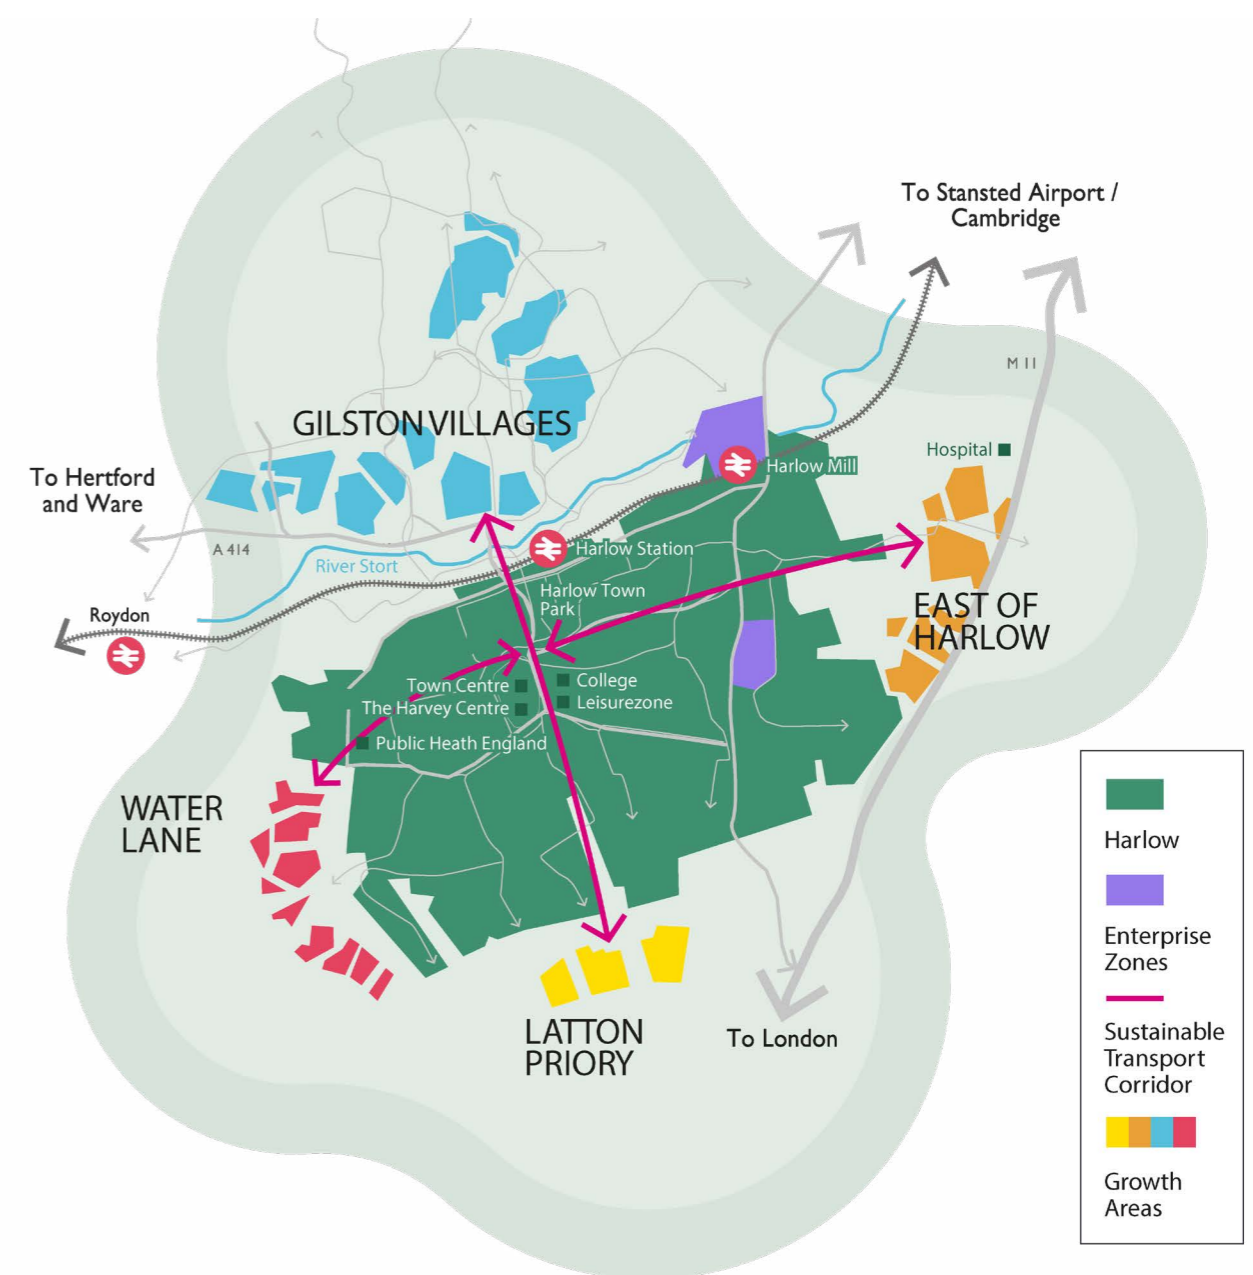 To Stansted Airport /
Cambridge
M 11
GILSTON VILLAGES
Hospital
To Hertford
and Ware
Harlow Mill
A 414
River Stort
Harlow Station
Roydon
Harlow Town
Park
EAST OF
HARLOW
Town Centre
College
The Harvey Centre
Leisurezone
Public Heath England
WATER
LANE
LATTON
PRIORY
To London
Harlow
Enterprise
Zones
Sustainable
Transport
Corridor
Growth
Areas